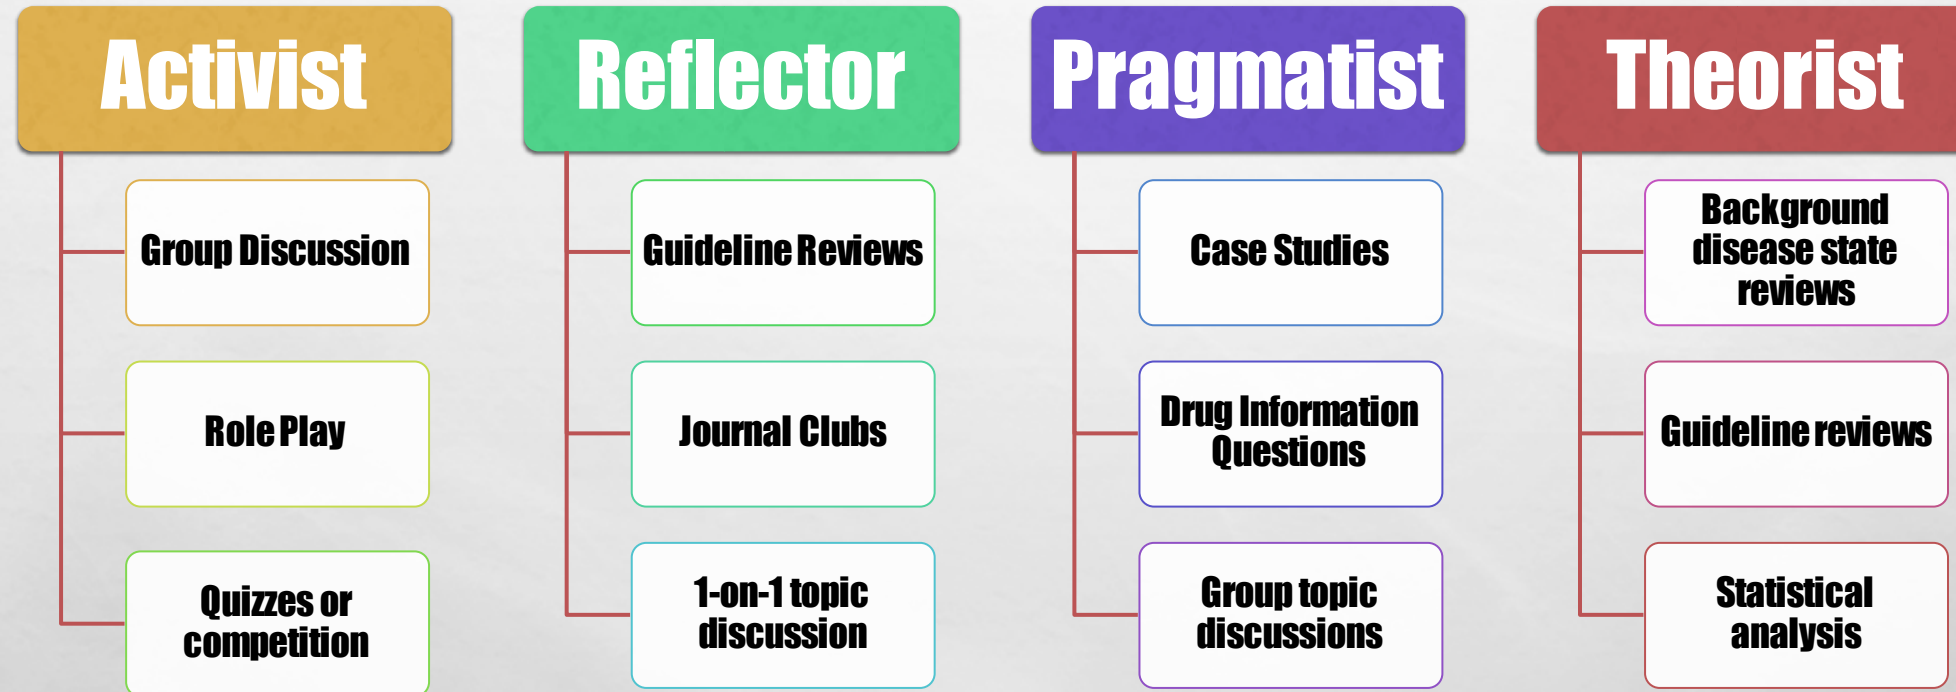 Activist
Group Discussion
Role Play
Quizzes or
competition
Reflector
Guideline Reviews
Journal Clubs
1-on-1 topic
discussion
Pragmatist
Case Studies
Drug Information
Questions
Group topic
discussions
Theorist
Background
disease state
reviews
Guideline reviews
Statistical
analysis